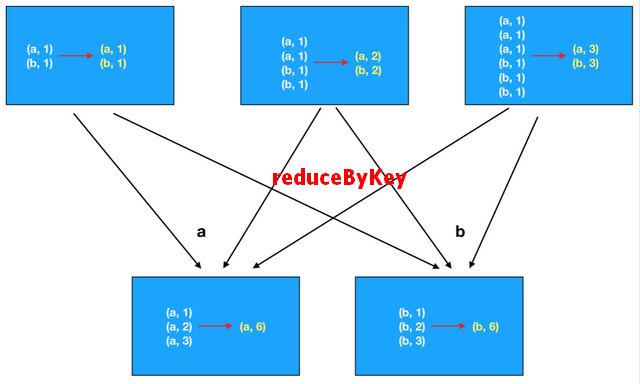 (a, 1)
(b, 1)
(a, 1)
(b, 1)
(a, 1)
(a, 1)
(b, 1)
(b, 1)
(a, 2)
(b, 2)
(a, 1)
(a, 1)
(a, 1)
(b, 1)
(b, 1)
(b, 1)
(a, 3)
(b, 3)
reduceByKey
a
b
(a, 1)
(a, 2)
(a, 3)
(a, 6)
(b, 1)
(b, 2)
(b, 3)
(b, 6)